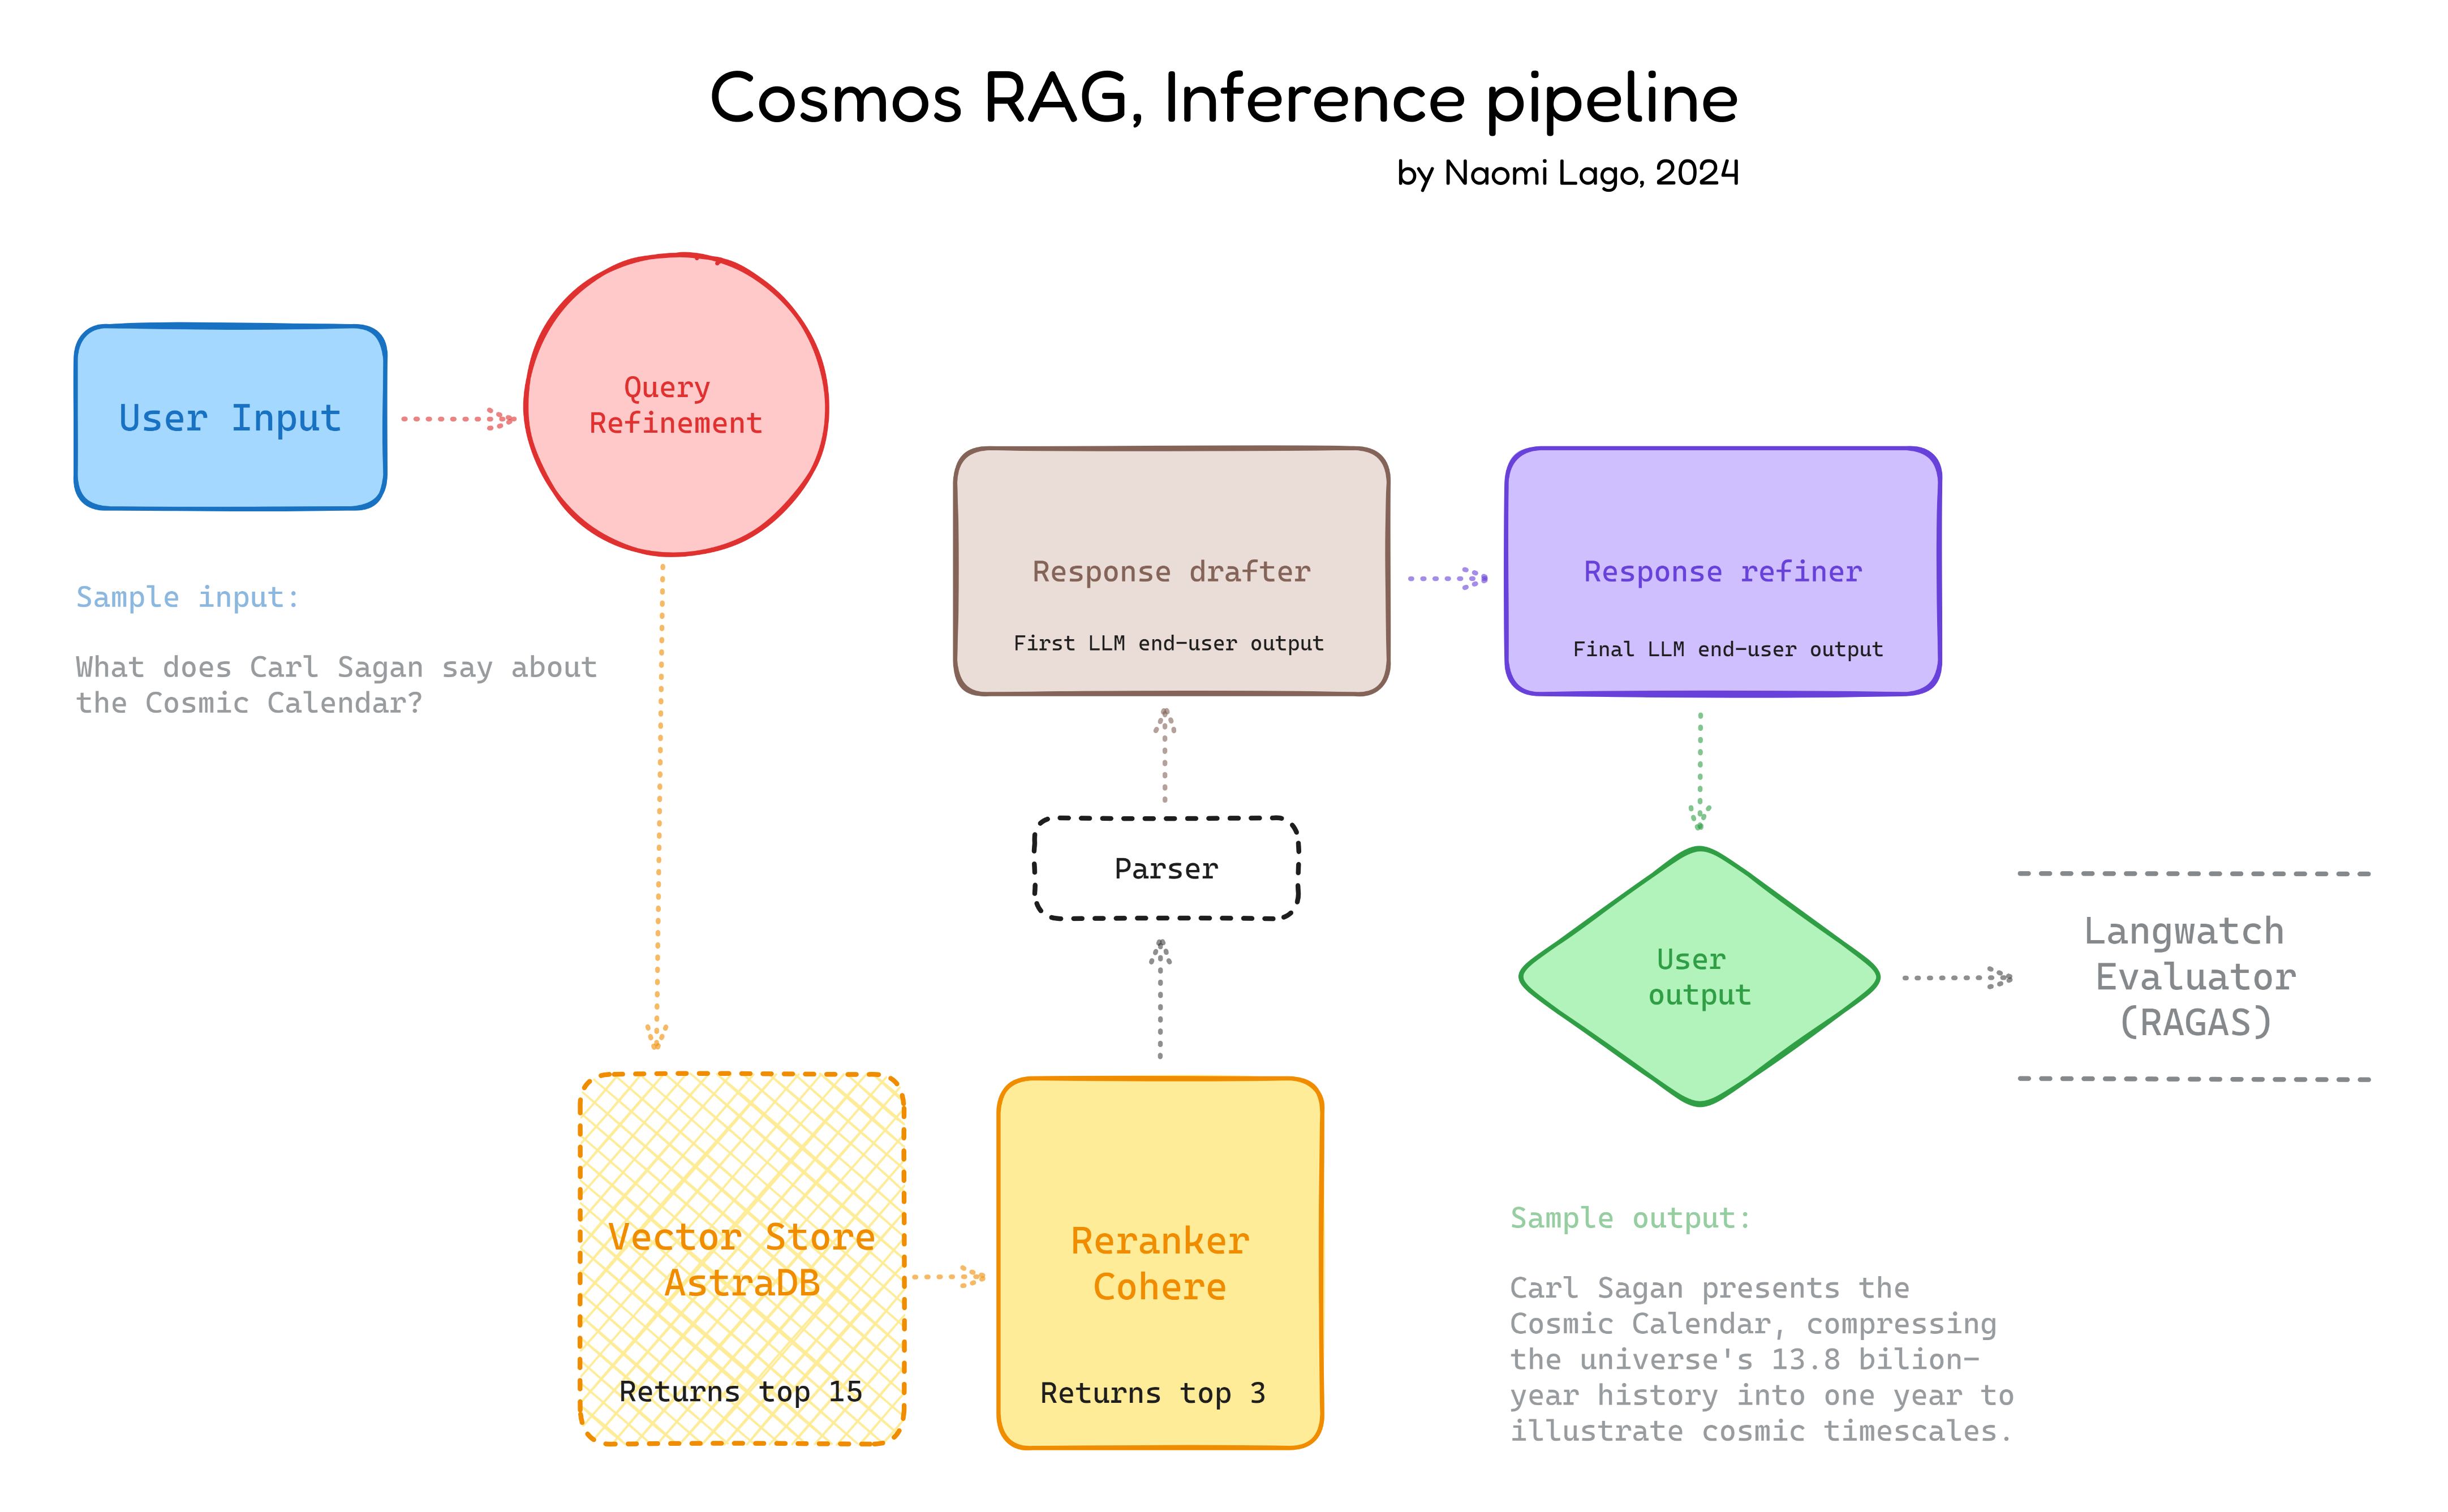 Cosmos RAG, Inference pipeline
by Naomi Lago, 2024
User Input
Query
Refinement
Sample input:
What does Carl Sagan say about
the Cosmic Calendar?
Response drafter
First LLM end-user output
Response refiner
Final LLM end-user output
Parser
User
output
Langwatch
Evaluator
(RAGAS)
Vector Store
AstraDB
Returns top 15
Reranker
Cohere
Returns top 3
Sample output:
Carl Sagan presents the
Cosmic Calendar, compressing
the universe's 13.8 bilion-
year history into one year to
illustrate cosmic timescales.